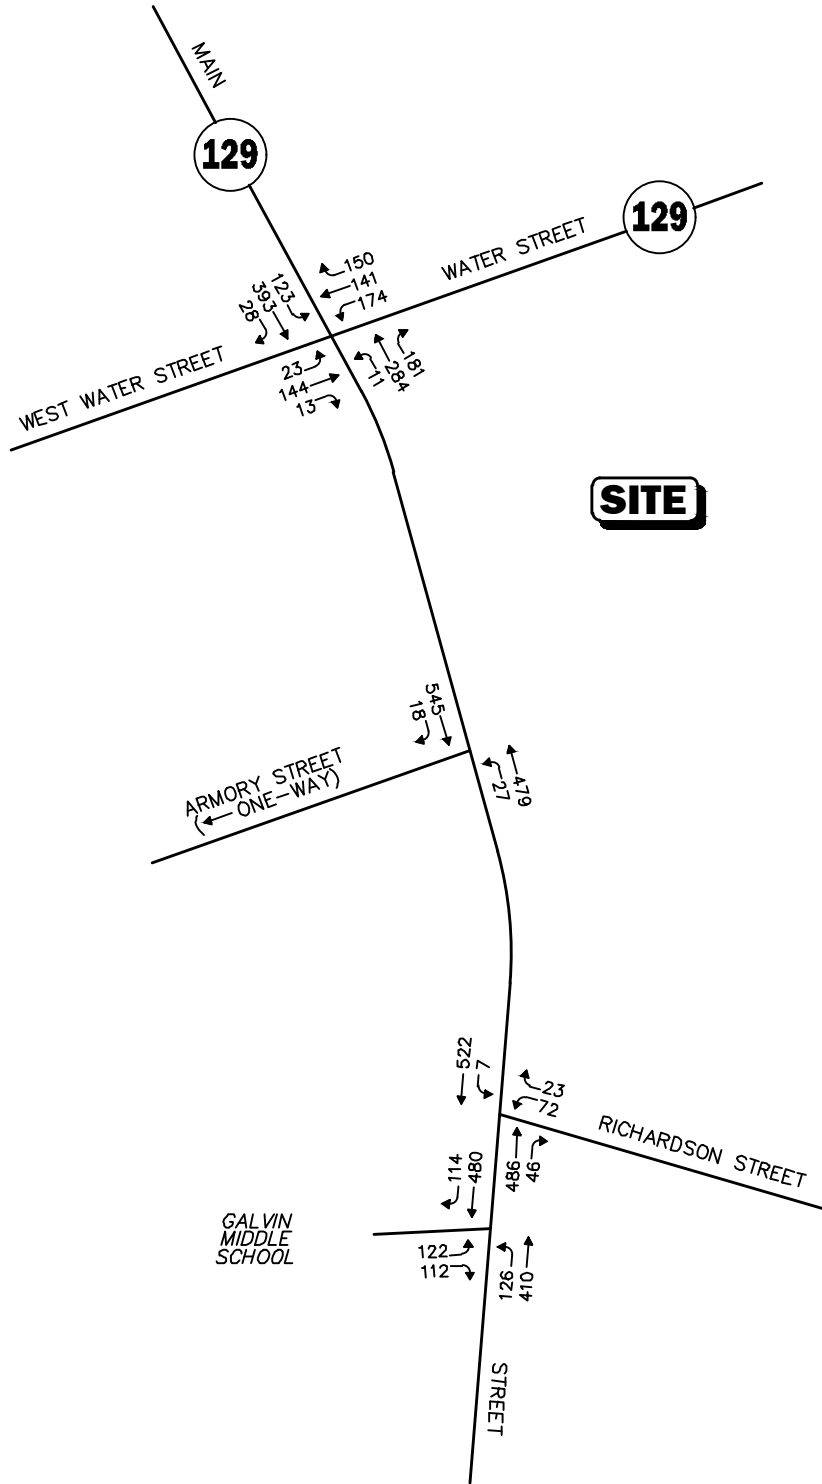 MAIN
129
129
WATER STREET
150
141
174
123
393
28
WEST WATER STREET
23
144
13
11
284
181
SITE
545
18
ARMORY STREET
(← ONE-WAY)
27
479
522
7
23
72
RICHARDSON STREET
486
46
114
480
GALVIN
MIDDLE
SCHOOL
122
112
126
410
STREET